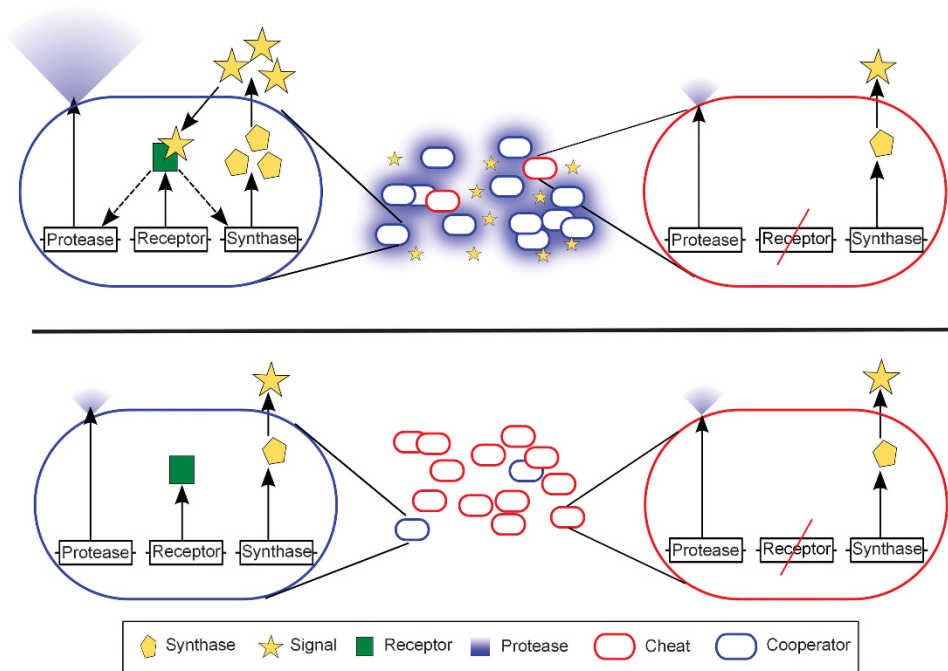 Protease Receptor Synthase
Protease Receptor Synthase
Protease Receptor Synthase
Protease Receptor Synthase
Synthase Signal Receptor Protease Cheat Cooperator